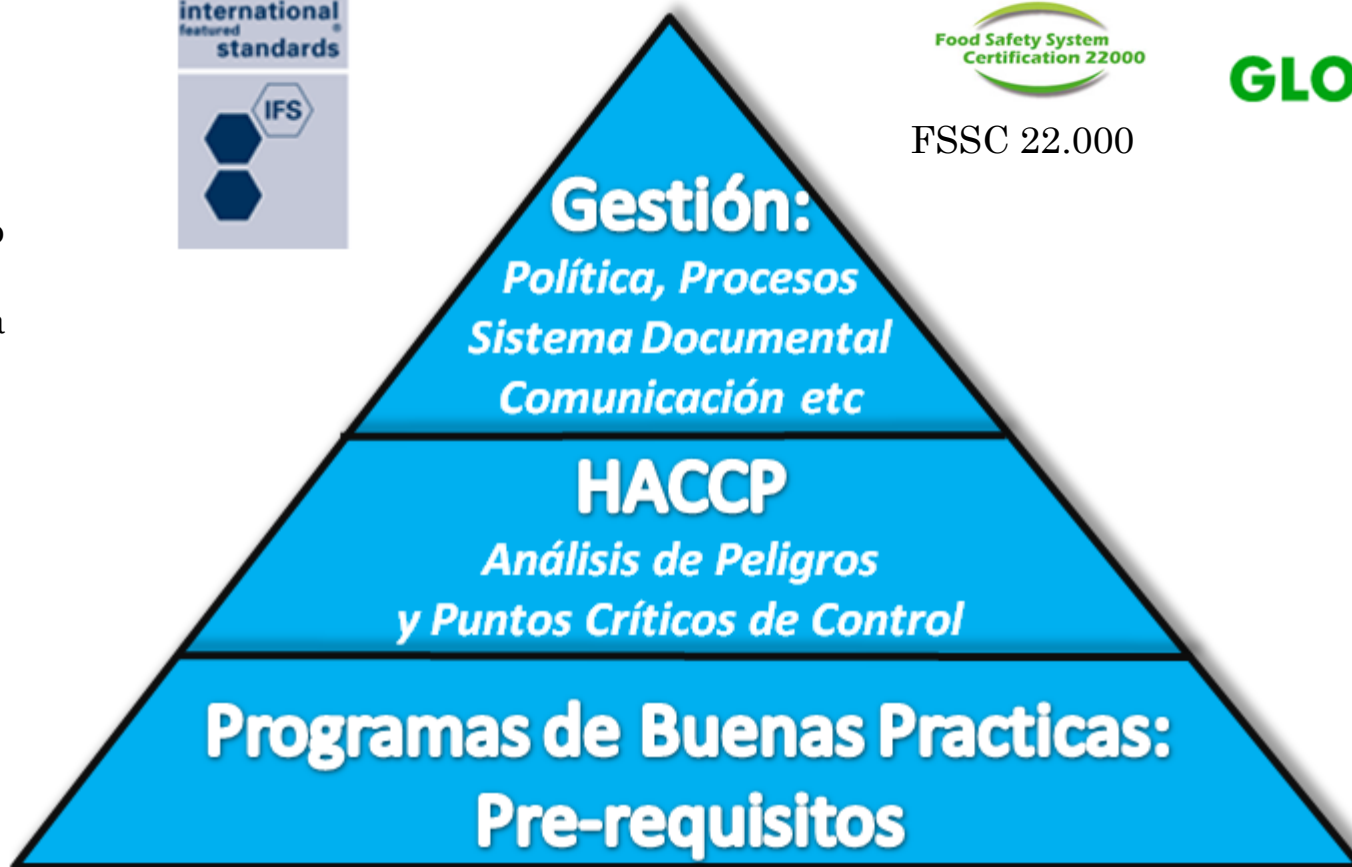 international
featured
standards
IFS
Food Safety System
Certification 22000
FSSC 22.000
GLO
Gestión:
Política, Procesos
Sistema Documental
Comunicación etc
HACCP
Análisis de Peligros
y Puntos Críticos de Control
Programas de Buenas Practicas:
Pre-requisitos